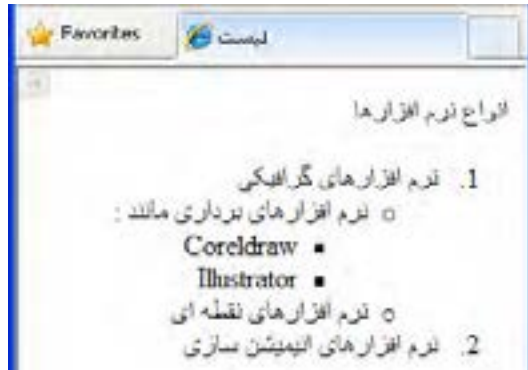 Favorites
لیست
انواع نرم افزارها
1. نرم افزارهای گرافیکی
o نرم افزارهای برداری مانند :
▪ Coreldraw
▪ Illustrator
o نرم افزارهای نقطه ای
2. نرم افزارهای انیمیشن سازی